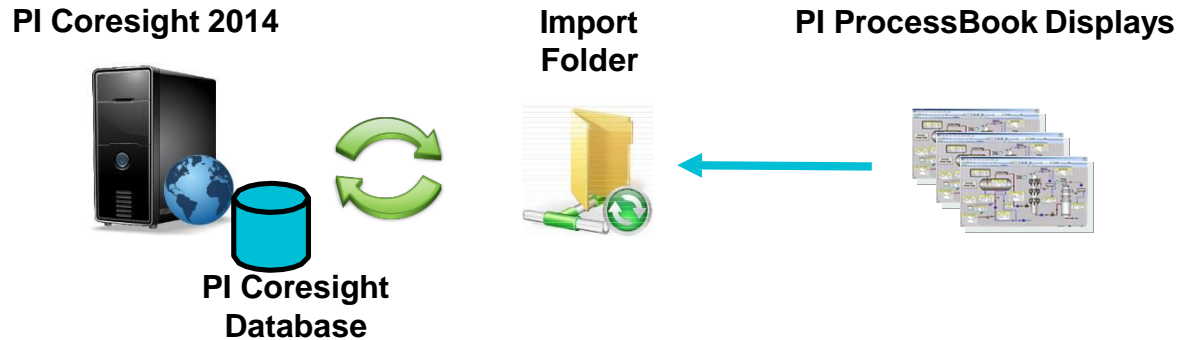 PI Coresight 2014
Import
Folder
PI ProcessBook Displays
PI Coresight
Database